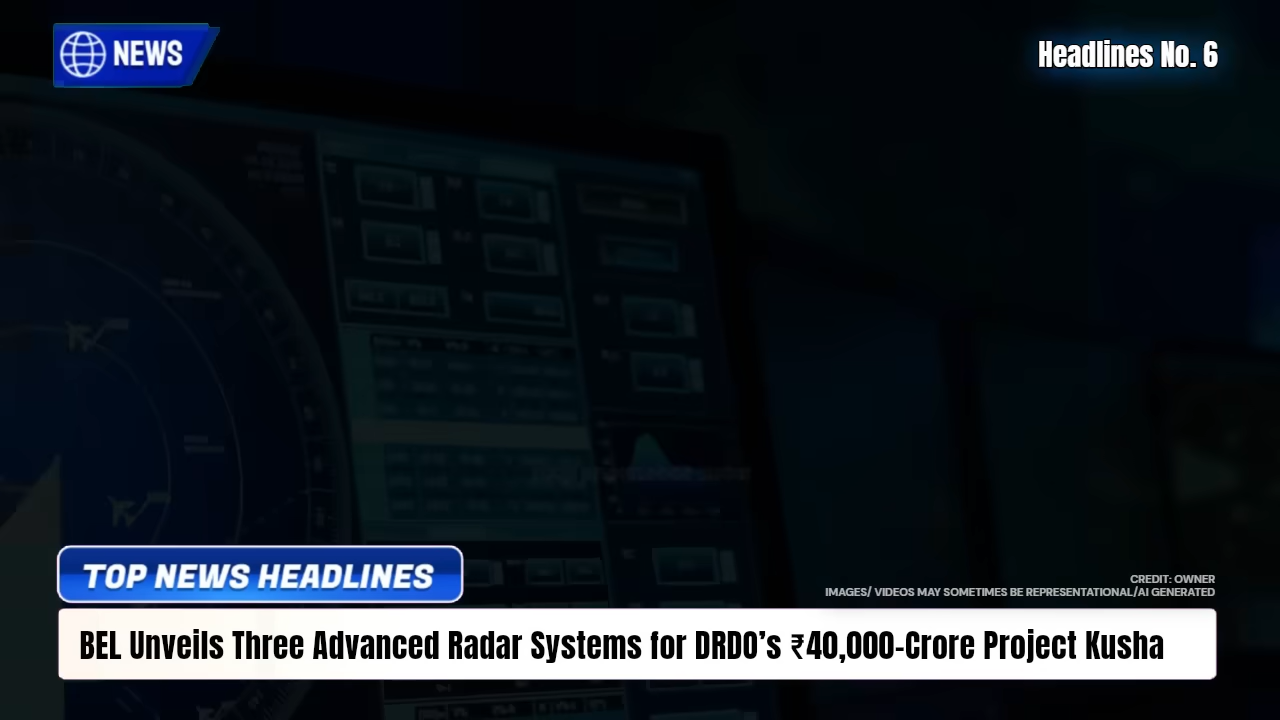 NEWS
Headlines No. 6
TOP NEWS HEADLINES
CREDIT: OWNER
IMAGES/ VIDEOS MAY SOMETIMES BE REPRESENTATIONAL/AI GENERATED
BEL Unveils Three Advanced Radar Systems for DRDO’s ₹40,000-Crore Project Kusha